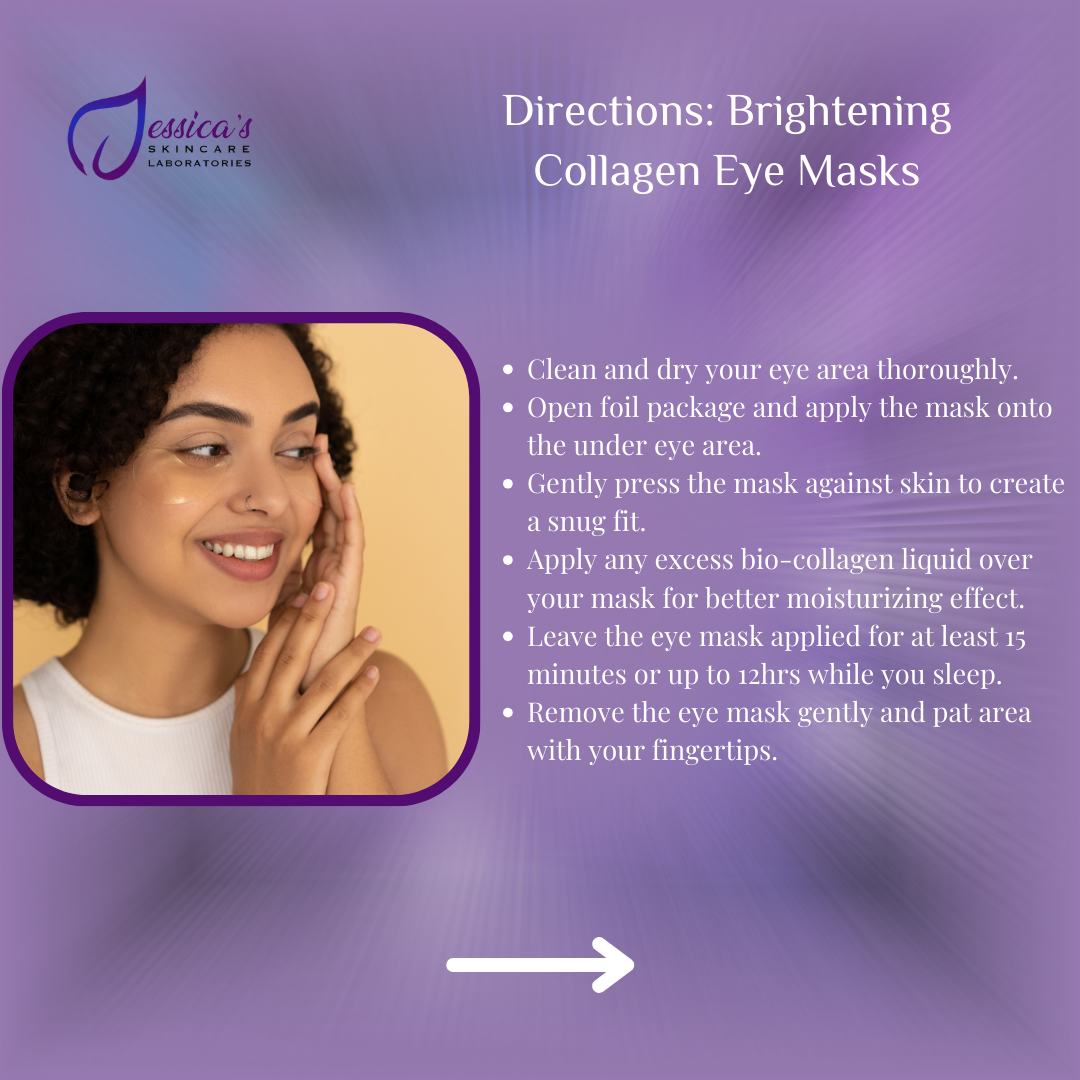 Jessica's
SKINCARE
LABORATORIES
Directions: Brightening
Collagen Eye Masks
• Clean and dry your eye area thoroughly.
• Open foil package and apply the mask onto
the under eye area.
• Gently press the mask against skin to create
a snug fit.
• Apply any excess bio-collagen liquid over
your mask for better moisturizing effect.
• Leave the eye mask applied for at least 15
minutes or up to 12hrs while you sleep.
• Remove the eye mask gently and pat area
with your fingertips.